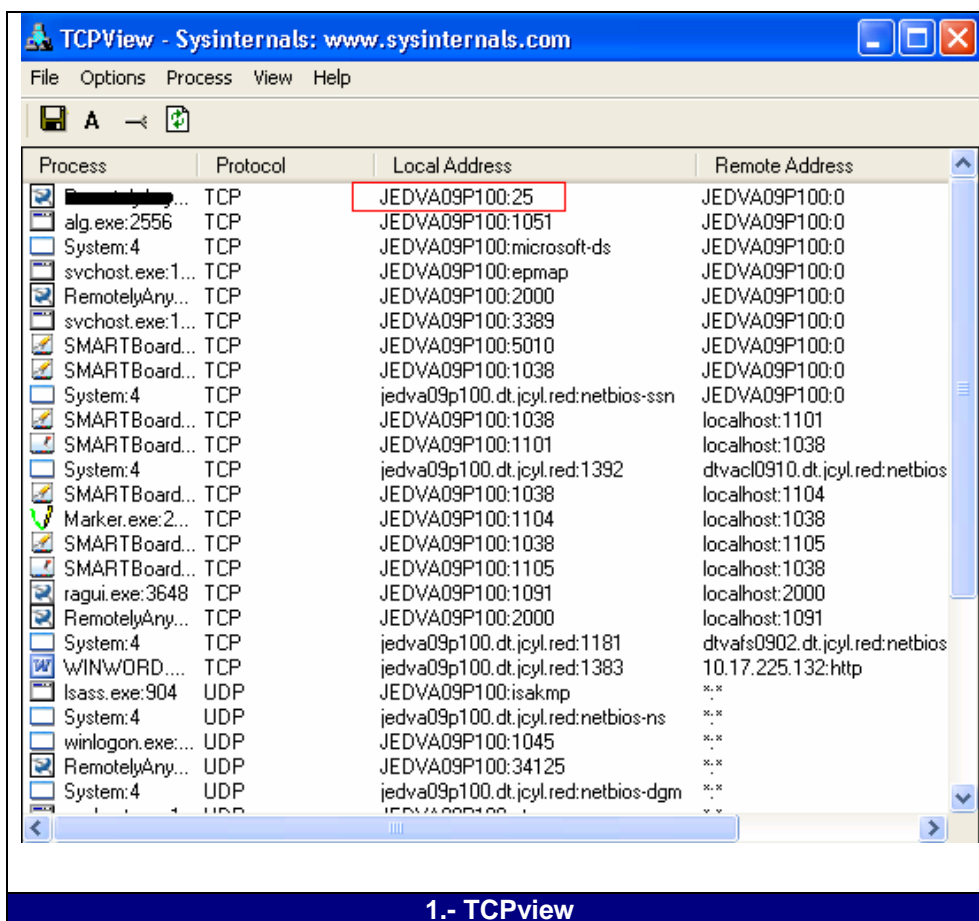 TCPView - Sysinternals: www.sysinternals.com
File Options Process View Help
A
Process Protocol Local Address Remote Address
... TCP JEDVA09P100:25 JEDVA09P100:0
alg.exe:2556 TCP JEDVA09P100:1051 JEDVA09P100:0
System:4 TCP JEDVA09P100:microsoft-ds JEDVA09P100:0
svchost.exe:1... TCP JEDVA09P100:epmap JEDVA09P100:0
RemotelyAny... TCP JEDVA09P100:2000 JEDVA09P100:0
svchost.exe:1... TCP JEDVA09P100:3389 JEDVA09P100:0
SMARTBoard... TCP JEDVA09P100:5010 JEDVA09P100:0
SMARTBoard... TCP JEDVA09P100:1038 JEDVA09P100:0
System:4 TCP jedva09p100.dt.jcyl.red:netbios-ssn JEDVA09P100:0
SMARTBoard... TCP JEDVA09P100:1038 localhost:1101
SMARTBoard... TCP JEDVA09P100:1101 localhost:1038
System:4 TCP jedva09p100.dt.jcyl.red:1392 dtvacl0910.dt.jcyl.red:netbios
SMARTBoard... TCP JEDVA09P100:1038 localhost:1104
Marker.exe:2... TCP JEDVA09P100:1104 localhost:1038
SMARTBoard... TCP JEDVA09P100:1038 localhost:1105
SMARTBoard... TCP JEDVA09P100:1105 localhost:1038
ragui.exe:3648 TCP JEDVA09P100:1091 localhost:2000
RemotelyAny... TCP JEDVA09P100:2000 localhost:1091
System:4 TCP jedva09p100.dt.jcyl.red:1181 dtvafs0902.dt.jcyl.red:netbios
WINWORD.... TCP jedva09p100.dt.jcyl.red:1383 10.17.225.132:http
lsass.exe:904 UDP JEDVA09P100:isakmp *:*
System:4 UDP jedva09p100.dt.jcyl.red:netbios-ns *:*
winlogon.exe:... UDP JEDVA09P100:1045 *:*
RemotelyAny... UDP JEDVA09P100:34125 *:*
System:4 UDP jedva09p100.dt.jcyl.red:netbios-dgm *:*
1.- TCPview